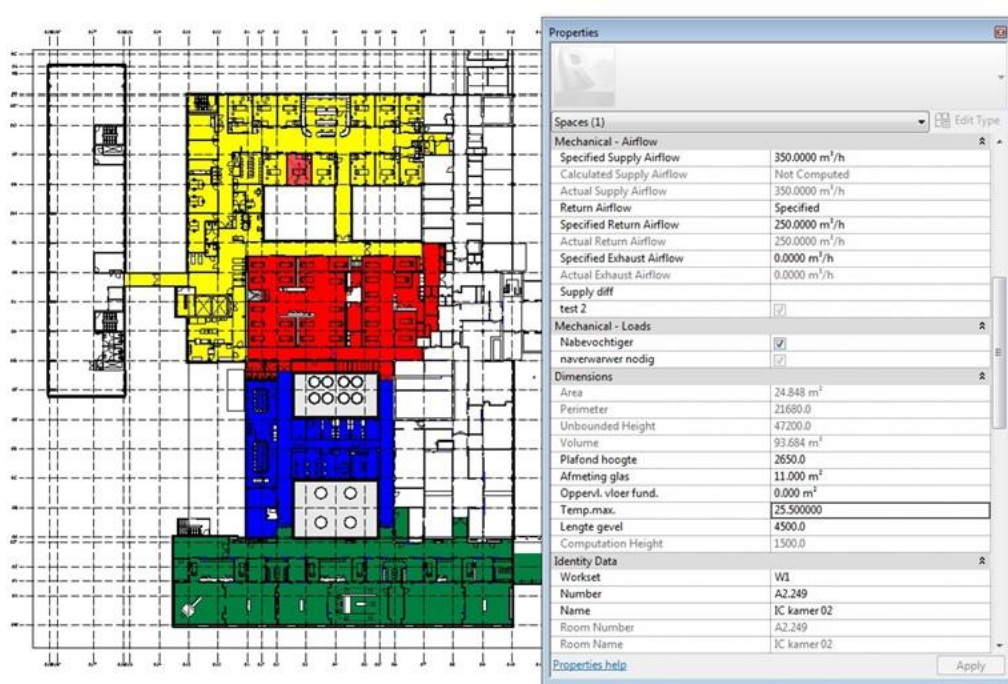 Properties
Spaces (1)
Edit Type
Mechanical - Airflow
Specified Supply Airflow 350.0000 m³/h
Calculated Supply Airflow Not Computed
Actual Supply Airflow 350.0000 m³/h
Return Airflow Specified
Specified Return Airflow 250.0000 m³/h
Actual Return Airflow 250.0000 m³/h
Specified Exhaust Airflow 0.0000 m³/h
Actual Exhaust Airflow 0.0000 m³/h
Supply diff
test 2
Mechanical - Loads
Nabevochtiger
naverwarwer nodig
Dimensions
Area 24.848 m²
Perimeter 21680.0
Unbounded Height 47200.0
Volume 93.684 m³
Plafond hoogte 2650.0
Afmeting glas 11.000 m²
Oppervl. vloer fund. 0.000 m²
Temp.max. 25.500000
Lengte gevel 4500.0
Computation Height 1500.0
Identity Data
Workset W1
Number A2.249
Name IC kamer 02
Room Number A2.249
Room Name IC kamer 02
Properties help
Apply